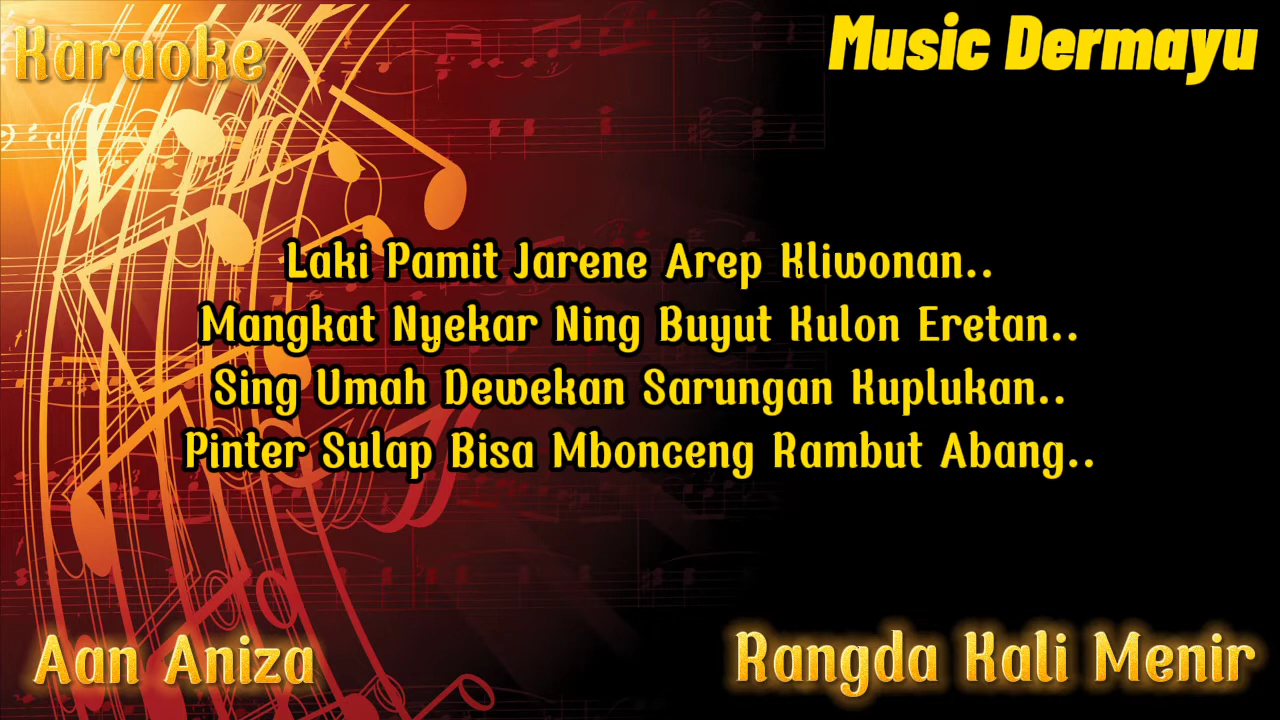 Karaoke
Music Dermayu
Laki Pamit Jarene Arep Kliwonan..
Mangkat Nyekar Ning Buyut Kulon Eretan..
Sing Umah Dewekan Sarungan Kuplukan..
Pinter Sulap Bisa Mbonceng Rambut Abang..
Aan Aniza
Rangda Kali Menir